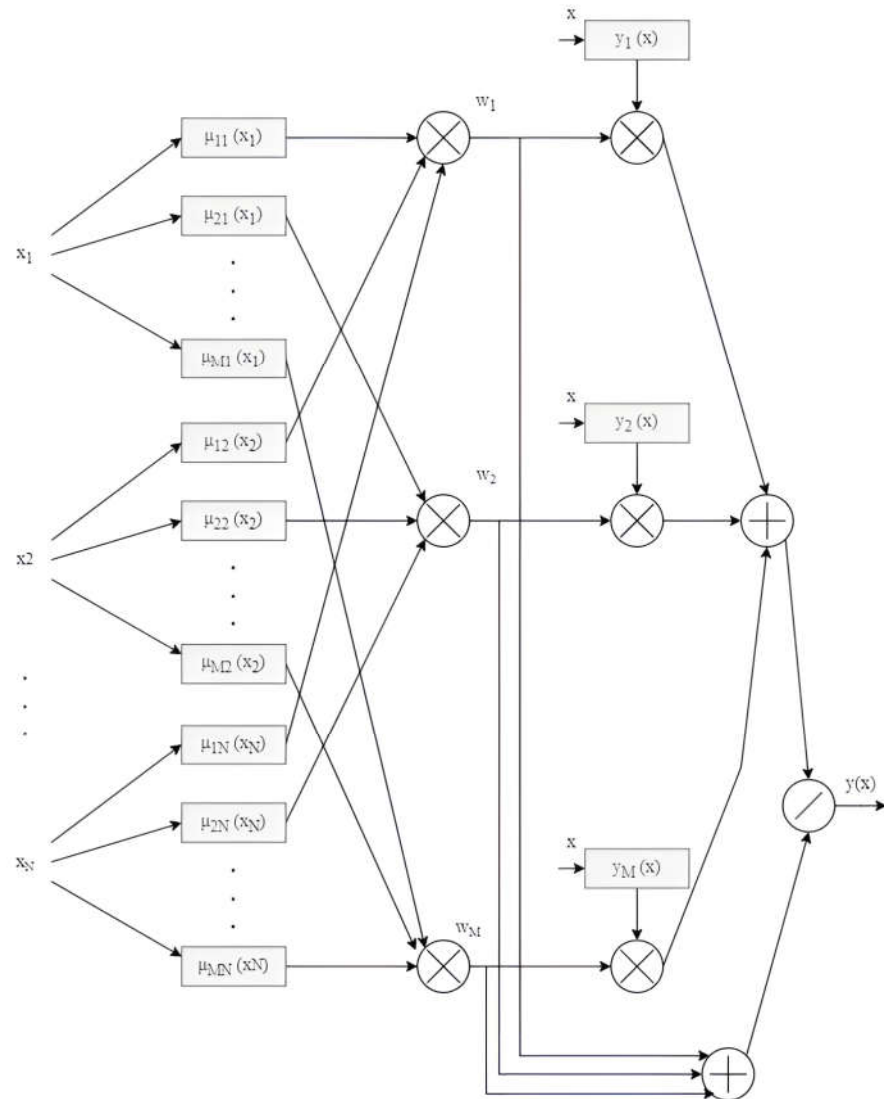 x
y₁(x)
w₁
μ₁₁(x₁)
μ₂₁(x₁)
x₁
μM1(x₁)
x
y₂(x)
μ₁₂(x₂)
w₂
μ₂₂(x₂)
x2
μM2(x₂)
μ1N(xN)
y(x)
μ2N(xN)
x
yM(x)
xN
wM
μMN(xN)